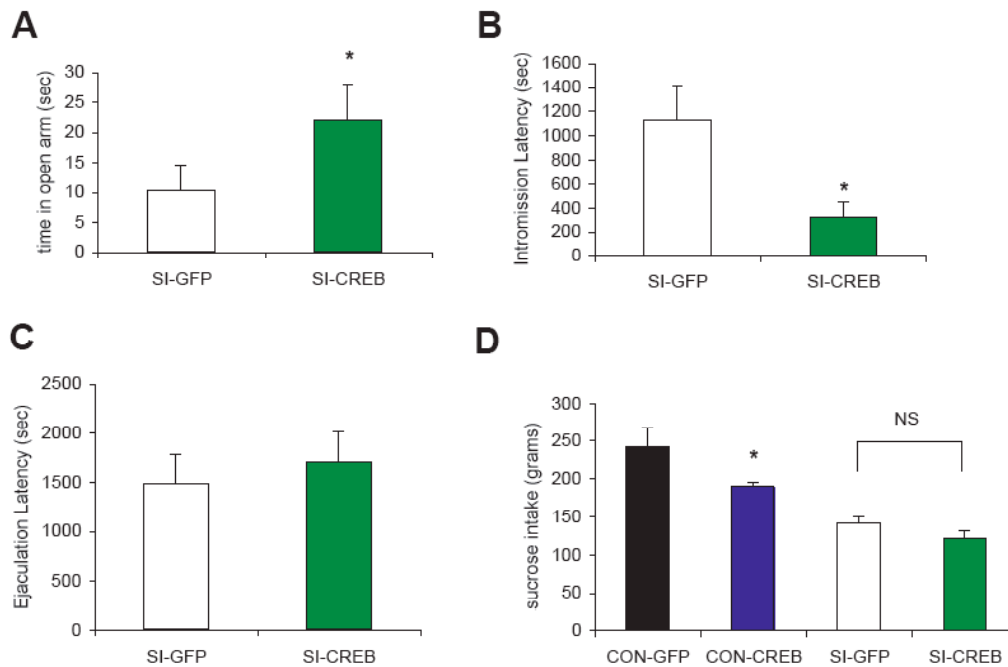 A
time in open arm (sec)
30
25
20
15
10
5
0
*
SI-GFP SI-CREB
B
Intromission Latency (sec)
1600
1400
1200
1000
800
600
400
200
0
*
SI-GFP SI-CREB
C
Ejaculation Latency (sec)
2500
2000
1500
1000
500
0
SI-GFP SI-CREB
D
sucrose intake (grams)
300
250
200
150
100
50
0
*
NS
CON-GFP CON-CREB SI-GFP SI-CREB